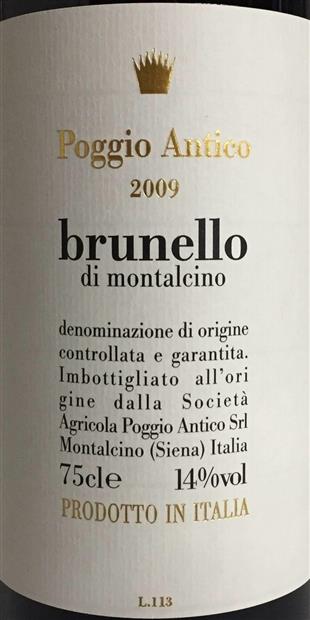 Poggio Antico
2009
brunello
di montalcino
denominazione di origine
controllata e garantita.
Imbottigliato all'ori
gine dalla Società
Agricola Poggio Antico Srl
Montalcino (Siena) Italia
75cle 14%vol
PRODOTTO IN ITALIA
L.113